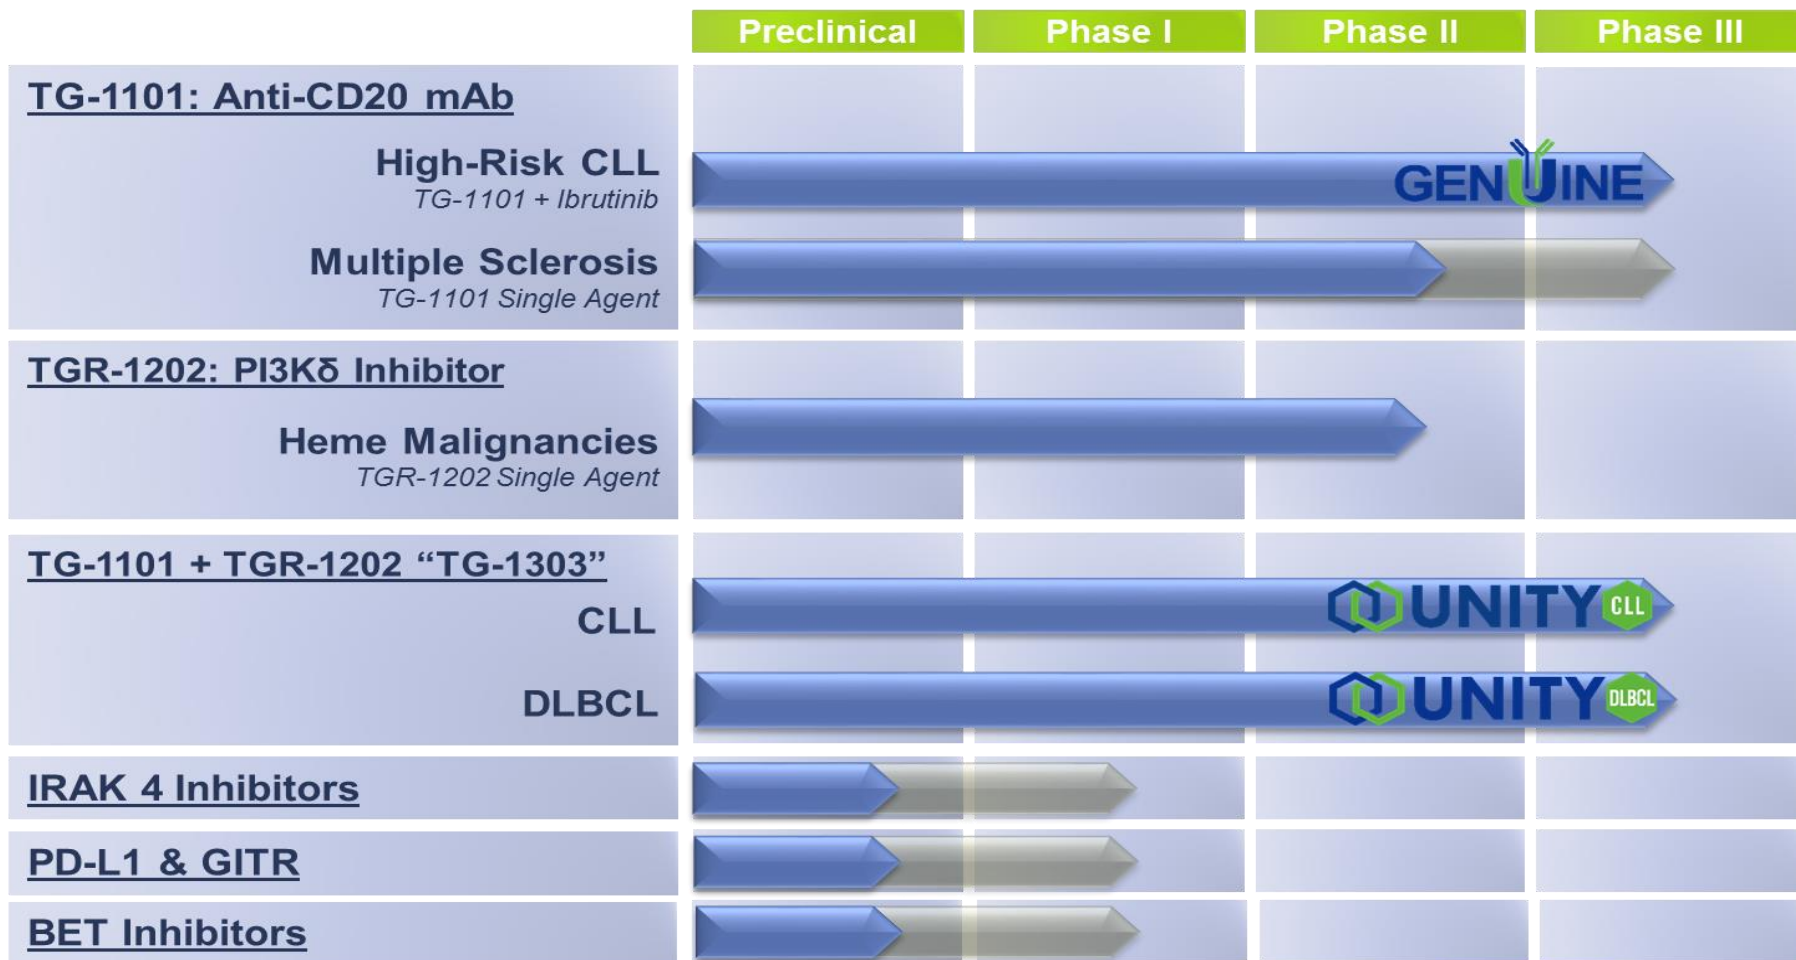 Preclinical Phase I Phase II Phase III
TG-1101: Anti-CD20 mAb
High-Risk CLL
TG-1101 + Ibrutinib
GENUINE
Multiple Sclerosis
TG-1101 Single Agent
TGR-1202: PI3Kδ Inhibitor
Heme Malignancies
TGR-1202 Single Agent
TG-1101 + TGR-1202 “TG-1303”
CLL
UNITY CLL
DLBCL
UNITY DLBCL
IRAK 4 Inhibitors
PD-L1 & GITR
BET Inhibitors